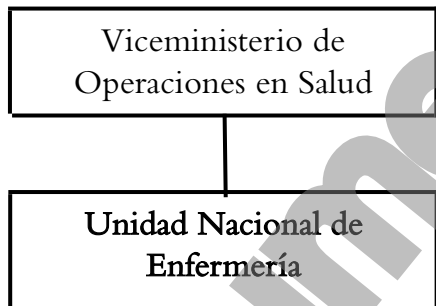 Viceministerio de
Operaciones en Salud
Unidad Nacional de
Enfermería